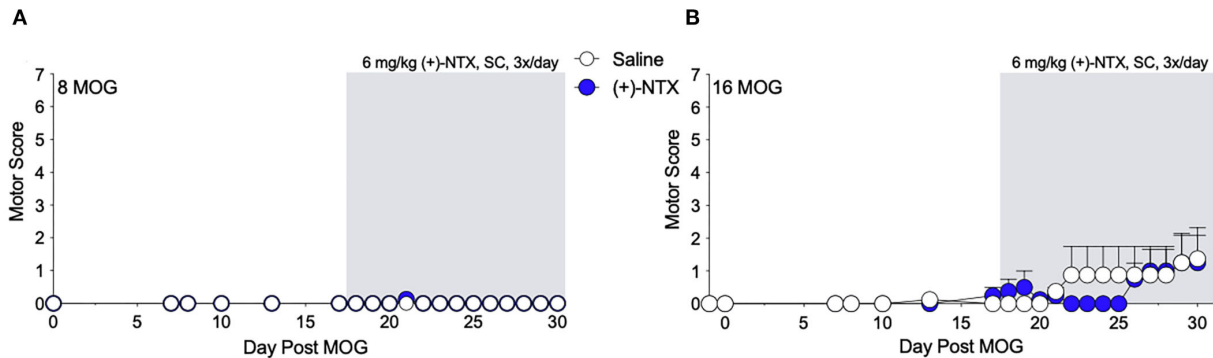 A
6 mg/kg (+)-NTX, SC, 3x/day
8 MOG
Motor Score
7
6
5
4
3
2
1
0
0 5 10 15 20 25 30
Day Post MOG
Saline
(+)-NTX
B
6 mg/kg (+)-NTX, SC, 3x/day
16 MOG
Motor Score
7
6
5
4
3
2
1
0
0 5 10 15 20 25 30
Day Post MOG